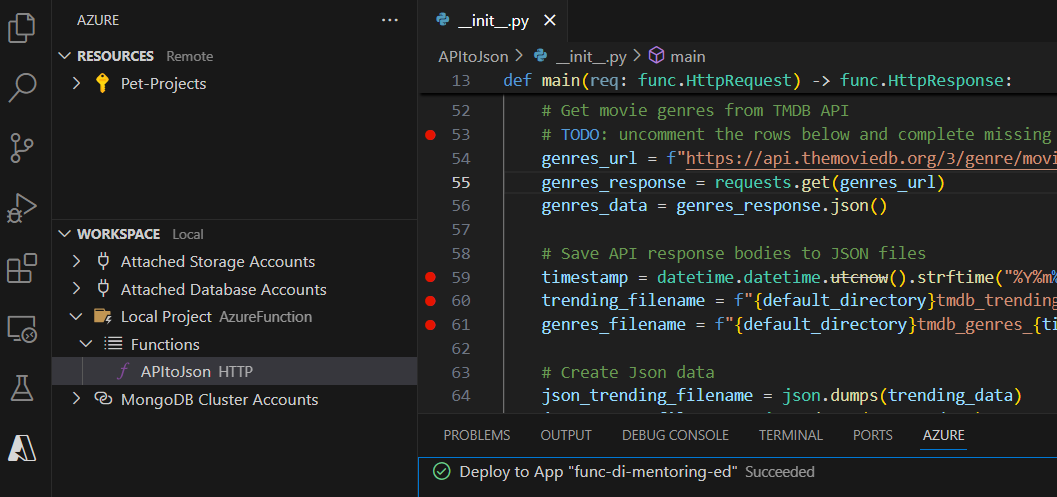 AZURE
RESOURCES Remote
Pet-Projects
WORKSPACE Local
Attached Storage Accounts
Attached Database Accounts
Local Project AzureFunction
Functions
f APItoJson HTTP
MongoDB Cluster Accounts
__init__.py
APItoJson > __init__.py > main
13 def main(req: func.HttpRequest) -> func.HttpResponse:
52 # Get movie genres from TMDB API
53 # TODO: uncomment the rows below and complete missing
54 genres_url = f"https://api.themoviedb.org/3/genre/movi
55 genres_response = requests.get(genres_url)
56 genres_data = genres_response.json()
57
58 # Save API response bodies to JSON files
59 timestamp = datetime.datetime.utcnow().strftime("%Y%m%
60 trending_filename = f"{default_directory}tmdb_trending
61 genres_filename = f"{default_directory}tmdb_genres_{ti
62
63 # Create Json data
64 json_trending_filename = json.dumps(trending_data)
PROBLEMS OUTPUT DEBUG CONSOLE TERMINAL PORTS AZURE
Deploy to App "func-di-mentoring-ed" Succeeded